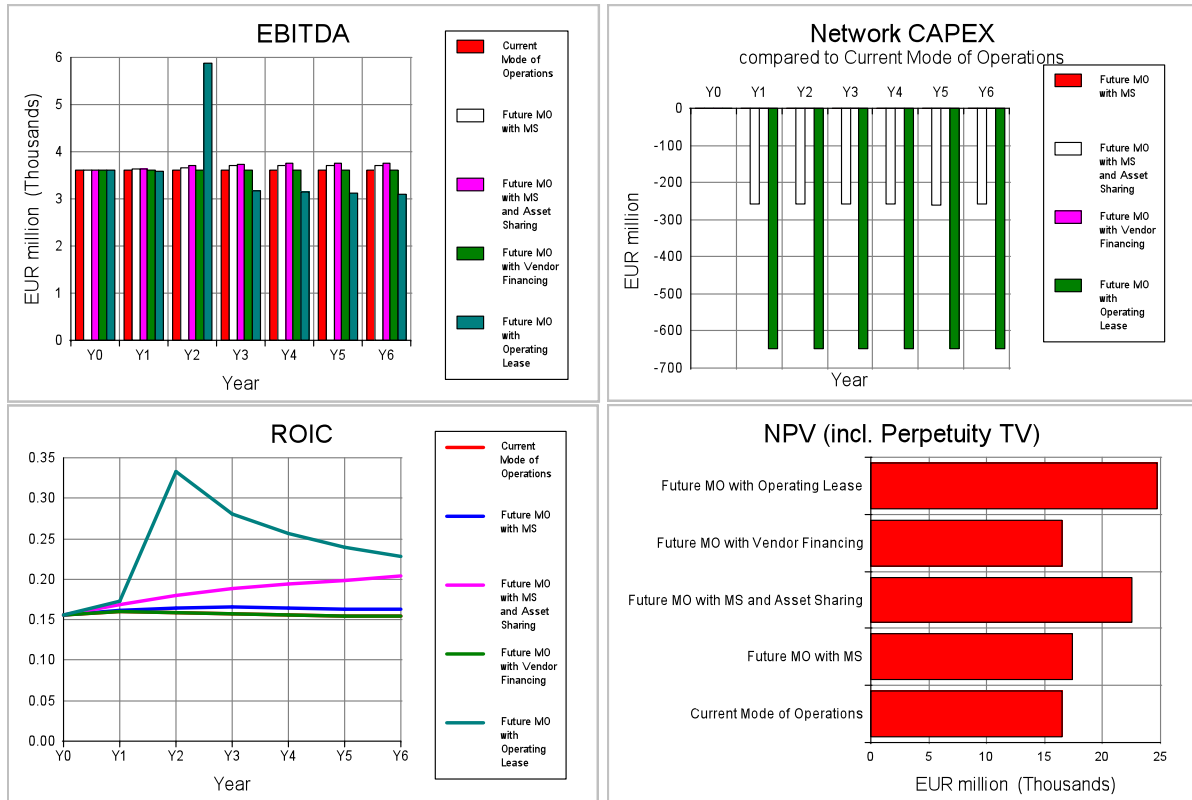 EBITDA
EUR million (Thousands)
6
5
4
3
2
1
0
Y0 Y1 Y2 Y3 Y4 Y5 Y6
Year
Current
Mode of
Operations
Future MO
with MS
Future MO
with MS
and Asset
Sharing
Future MO
with Vendor
Financing
Future MO
with
Operating
Lease
Network CAPEX
compared to Current Mode of Operations
EUR million
Y0 Y1 Y2 Y3 Y4 Y5 Y6
0
-100
-200
-300
-400
-500
-600
-700
Year
Future MO
with MS
Future MO
with MS
and Asset
Sharing
Future MO
with Vendor
Financing
Future MO
with
Operating
Lease
ROIC
0.35
0.30
0.25
0.20
0.15
0.10
0.05
0.00
Y0 Y1 Y2 Y3 Y4 Y5 Y6
Year
Current
Mode of
Operations
Future MO
with MS
Future MO
with MS
and Asset
Sharing
Future MO
with Vendor
Financing
Future MO
with
Operating
Lease
NPV (incl. Perpetuity TV)
Future MO with Operating Lease
Future MO with Vendor Financing
Future MO with MS and Asset Sharing
Future MO with MS
Current Mode of Operations
0 5 10 15 20 25
EUR million (Thousands)